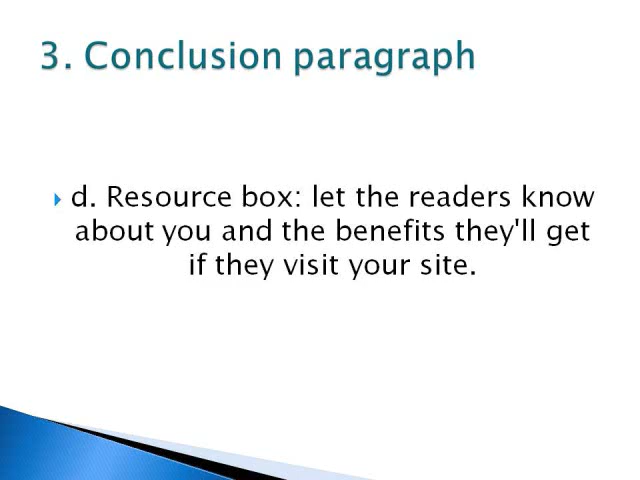 3. Conclusion paragraph
d. Resource box: let the readers know
about you and the benefits they'll get
if they visit your site.